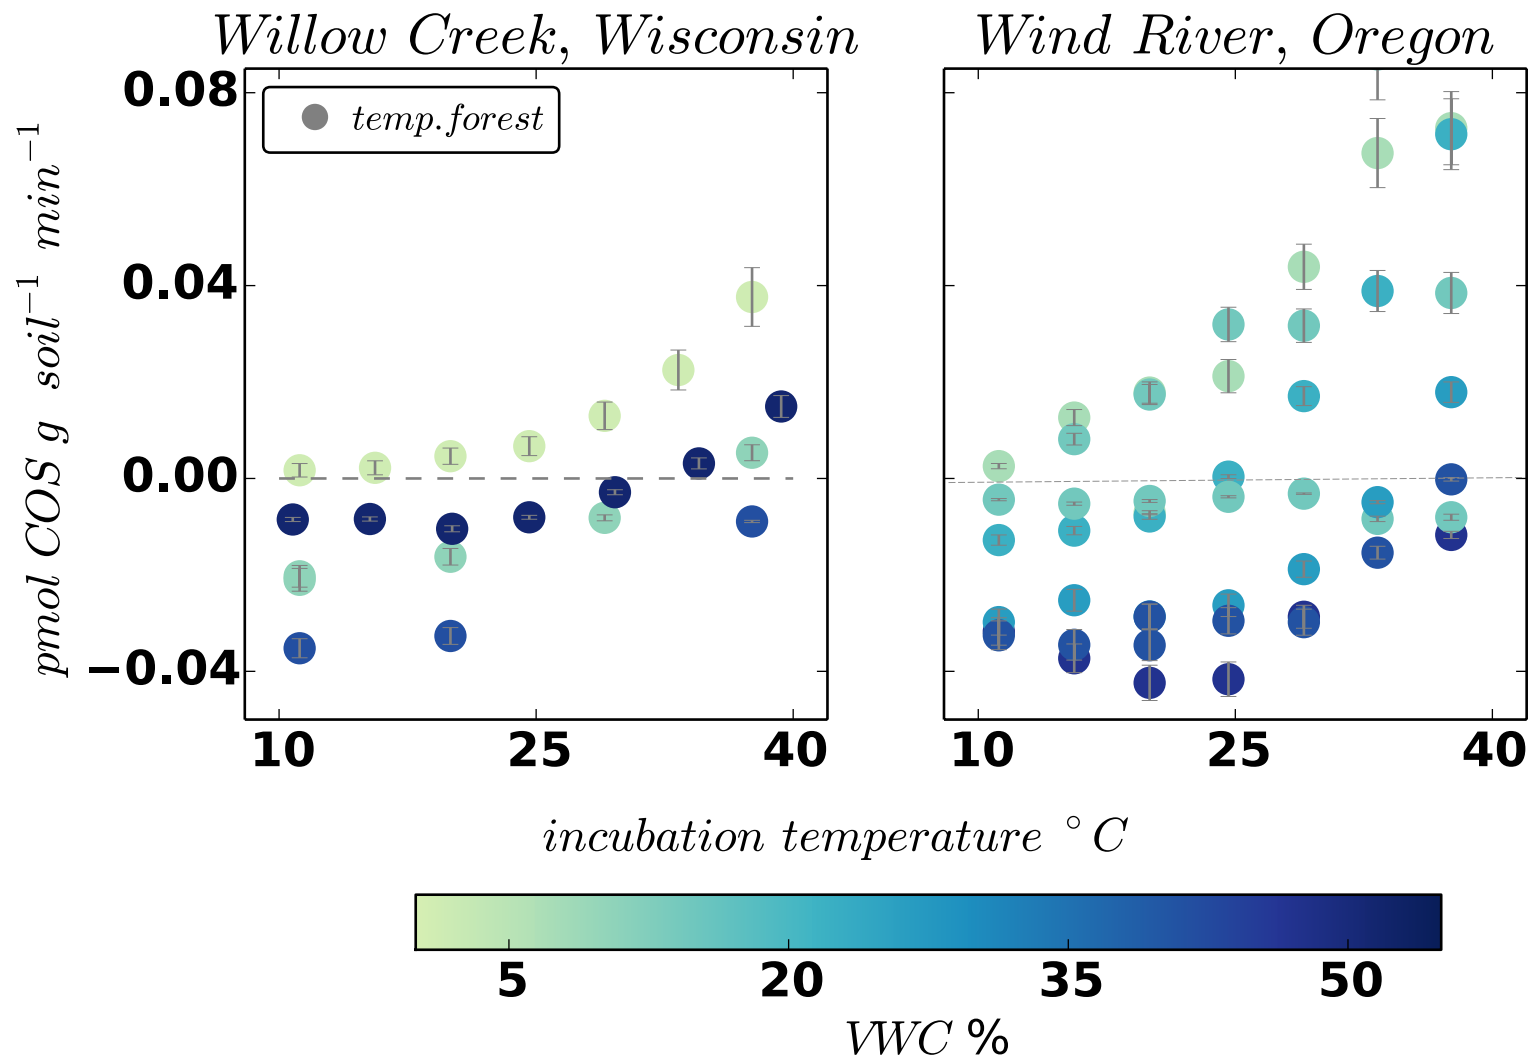 Willow Creek, Wisconsin
Wind River, Oregon
temp.forest
pmol COS g soil⁻¹ min⁻¹
0.08
0.04
0.00
−0.04
10 25 40
10 25 40
incubation temperature °C
5 20 35 50
VWC %